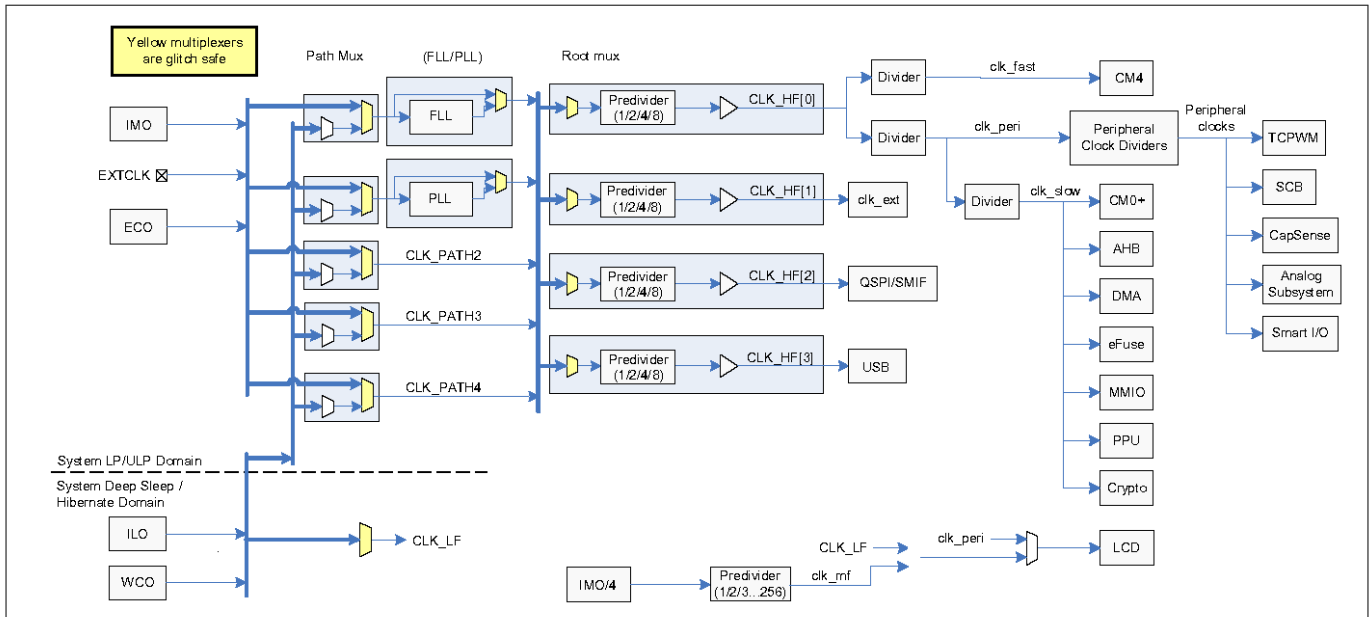 Yellow multiplexers
are glitch safe
Path Mux
(FLL/PLL)
Root mux
IMO
EXTCLK
ECO
FLL
PLL
CLK_PATH2
CLK_PATH3
CLK_PATH4
Predivider
(1/2/4/8)
CLK_HF[0]
Predivider
(1/2/4/8)
CLK_HF[1]
clk_ext
Predivider
(1/2/4/8)
CLK_HF[2]
QSPI/SMIF
Predivider
(1/2/4/8)
CLK_HF[3]
USB
Divider
clk_fast
CM4
Divider
clk_peri
Peripheral
Clock Dividers
Peripheral
clocks
TCPWM
SCB
CapSense
Analog
Subsystem
Smart I/O
Divider
clk_slow
CM0+
AHB
DMA
eFuse
MMIO
PPU
Crypto
System LP/ULP Domain
System Deep Sleep /
Hibernate Domain
ILO
WCO
CLK_LF
IMO/4
Predivider
(1/2/3...256)
clk_mf
CLK_LF
clk_peri
LCD